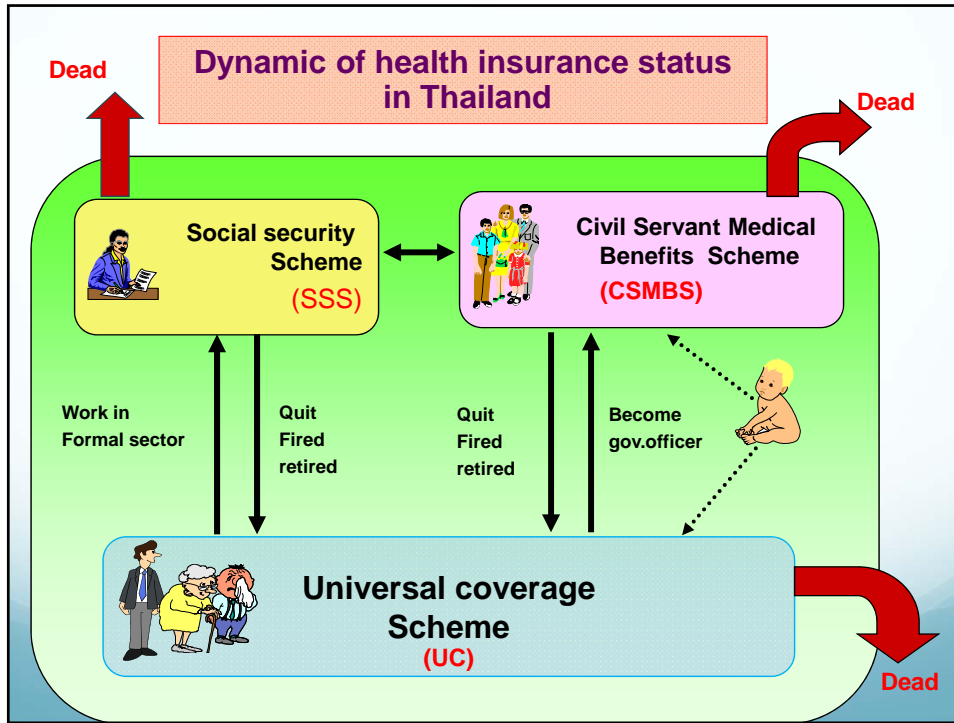 Dynamic of health insurance status
in Thailand
Dead
Dead
Social security
Scheme
(SSS)
Civil Servant Medical
Benefits Scheme
(CSMBS)
Work in
Formal sector
Quit
Fired
retired
Quit
Fired
retired
Become
gov.officer
Universal coverage
Scheme
(UC)
Dead